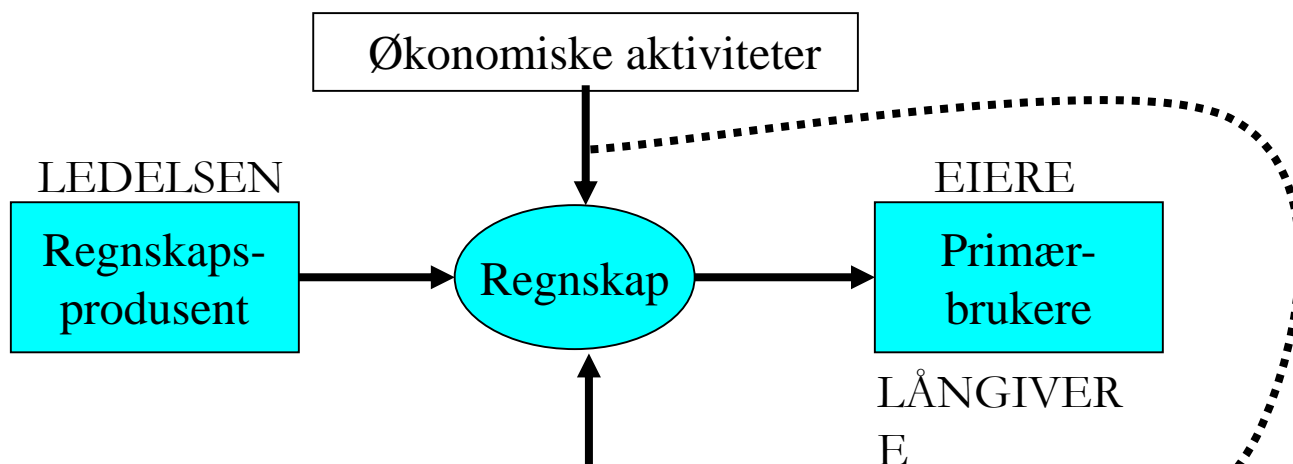 Økonomiske aktiviteter
LEDELSEN
Regnskaps-
produsent
Regnskap
EIERE
Primær-
brukere
LÅNGIVER
E